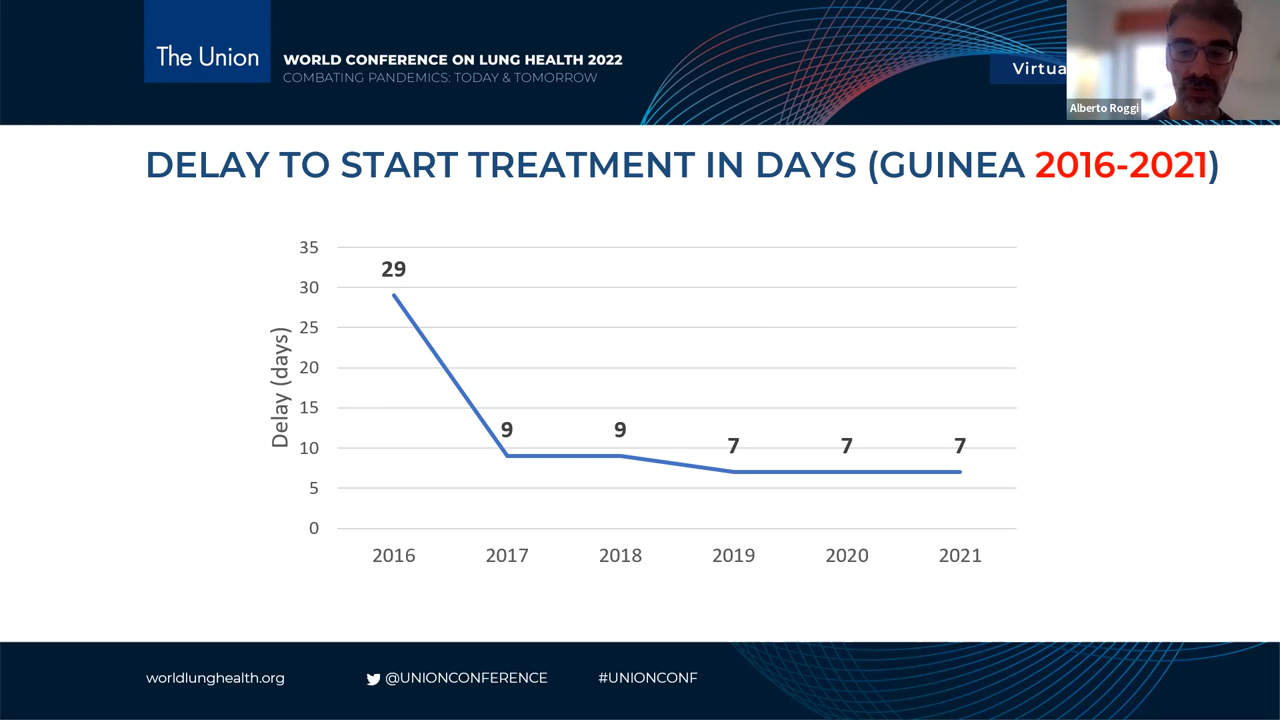 The Union
WORLD CONFERENCE ON LUNG HEALTH 2022
COMBATING PANDEMICS: TODAY & TOMORROW
Virtua
Alberto Roggi
DELAY TO START TREATMENT IN DAYS (GUINEA 2016-2021)
Delay (days)
35
30
25
20
15
10
5
0
29
9
9
7
7
7
2016
2017
2018
2019
2020
2021
worldlunghealth.org
@UNIONCONFERENCE
#UNIONCONF